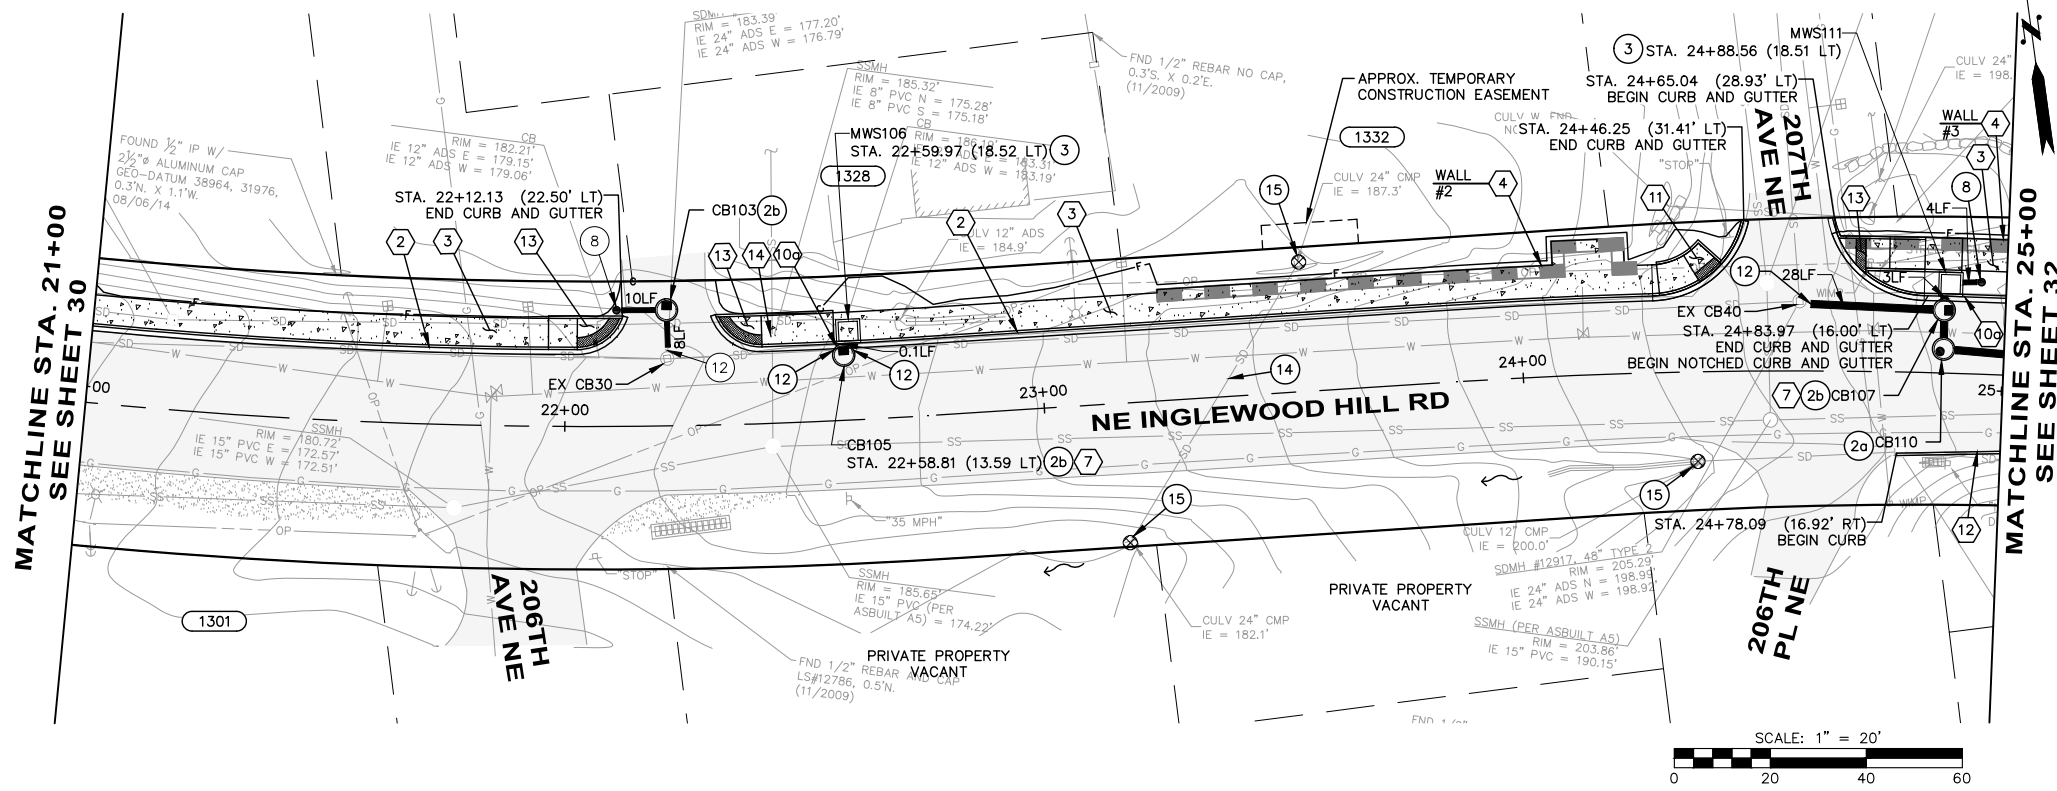 SDMH
RIM = 183.39'
IE 24" ADS E = 177.20'
IE 24" ADS W = 176.79'
SSMH
RIM = 185.32'
IE 8" PVC N = 175.28'
IE 8" PVC S = 175.18'
FND 1/2" REBAR NO CAP,
0.3'S. X 0.2'E.
(11/2009)
APPROX. TEMPORARY
CONSTRUCTION EASEMENT
MWS111
3 STA. 24+88.56 (18.51 LT)
STA. 24+65.04 (28.93' LT)
BEGIN CURB AND GUTTER
STA. 24+46.25 (31.41' LT)
END CURB AND GUTTER
207TH
AVE NE
CULV 24"
IE = 198.
WALL
#3
4
3
8
4LF
13
FOUND ½" IP W/
2½"ø ALUMINUM CAP
GEO-DATUM 38964, 31976,
0.3'N. X 1.1'W.
08/06/14
CB
RIM = 182.21'
IE 12" ADS E = 179.15'
IE 12" ADS W = 179.06'
CB
MWS106
STA. 22+59.97 (18.52 LT) 3
1328
1332
"STOP"
STA. 22+12.13 (22.50' LT)
END CURB AND GUTTER
CB103 2b
CULV 24" CMP
IE = 187.3'
WALL
#2
4
11
15
2
3
13
8
13
14
10a
2
3
CULV 12" ADS
IE = 184.9'
10LF
8LF
0.1LF
12
12
12
EX CB30
14
12
28LF
3LF
10a
EX CB40
STA. 24+83.97 (16.00' LT)
END CURB AND GUTTER
BEGIN NOTCHED CURB AND GUTTER
7 2b CB107
2a CB110
MATCHLINE STA. 21+00
SEE SHEET 30
22+00
23+00
24+00
25+
+00
NE INGLEWOOD HILL RD
MATCHLINE STA. 25+00
SEE SHEET 32
SSMH
RIM = 180.72'
IE 15" PVC E = 172.57'
IE 15" PVC W = 172.51'
CB105
STA. 22+58.81 (13.59 LT) 2b 7
15
15
"35 MPH"
STA. 24+78.09 (16.92' RT)
BEGIN CURB
12
CULV 12" CMP
IE = 200.0'
SDMH #12917, 48" TYPE 2
RIM = 205.29'
IE 24" ADS N = 198.99'
IE 24" ADS W = 198.92'
"STOP"
206TH
AVE NE
SSMH
RIM = 185.65'
IE 15" PVC (PER
ASBUILT A5) = 174.22'
PRIVATE PROPERTY
VACANT
206TH
PL NE
1301
CULV 24" CMP
IE = 182.1'
SSMH (PER ASBUILT A5)
RIM = 203.86'
IE 15" PVC = 190.15'
PRIVATE PROPERTY
VACANT
FND 1/2" REBAR AND CAP
LS#12786, 0.5'N.
(11/2009)
SCALE: 1" = 20'
0 20 40 60